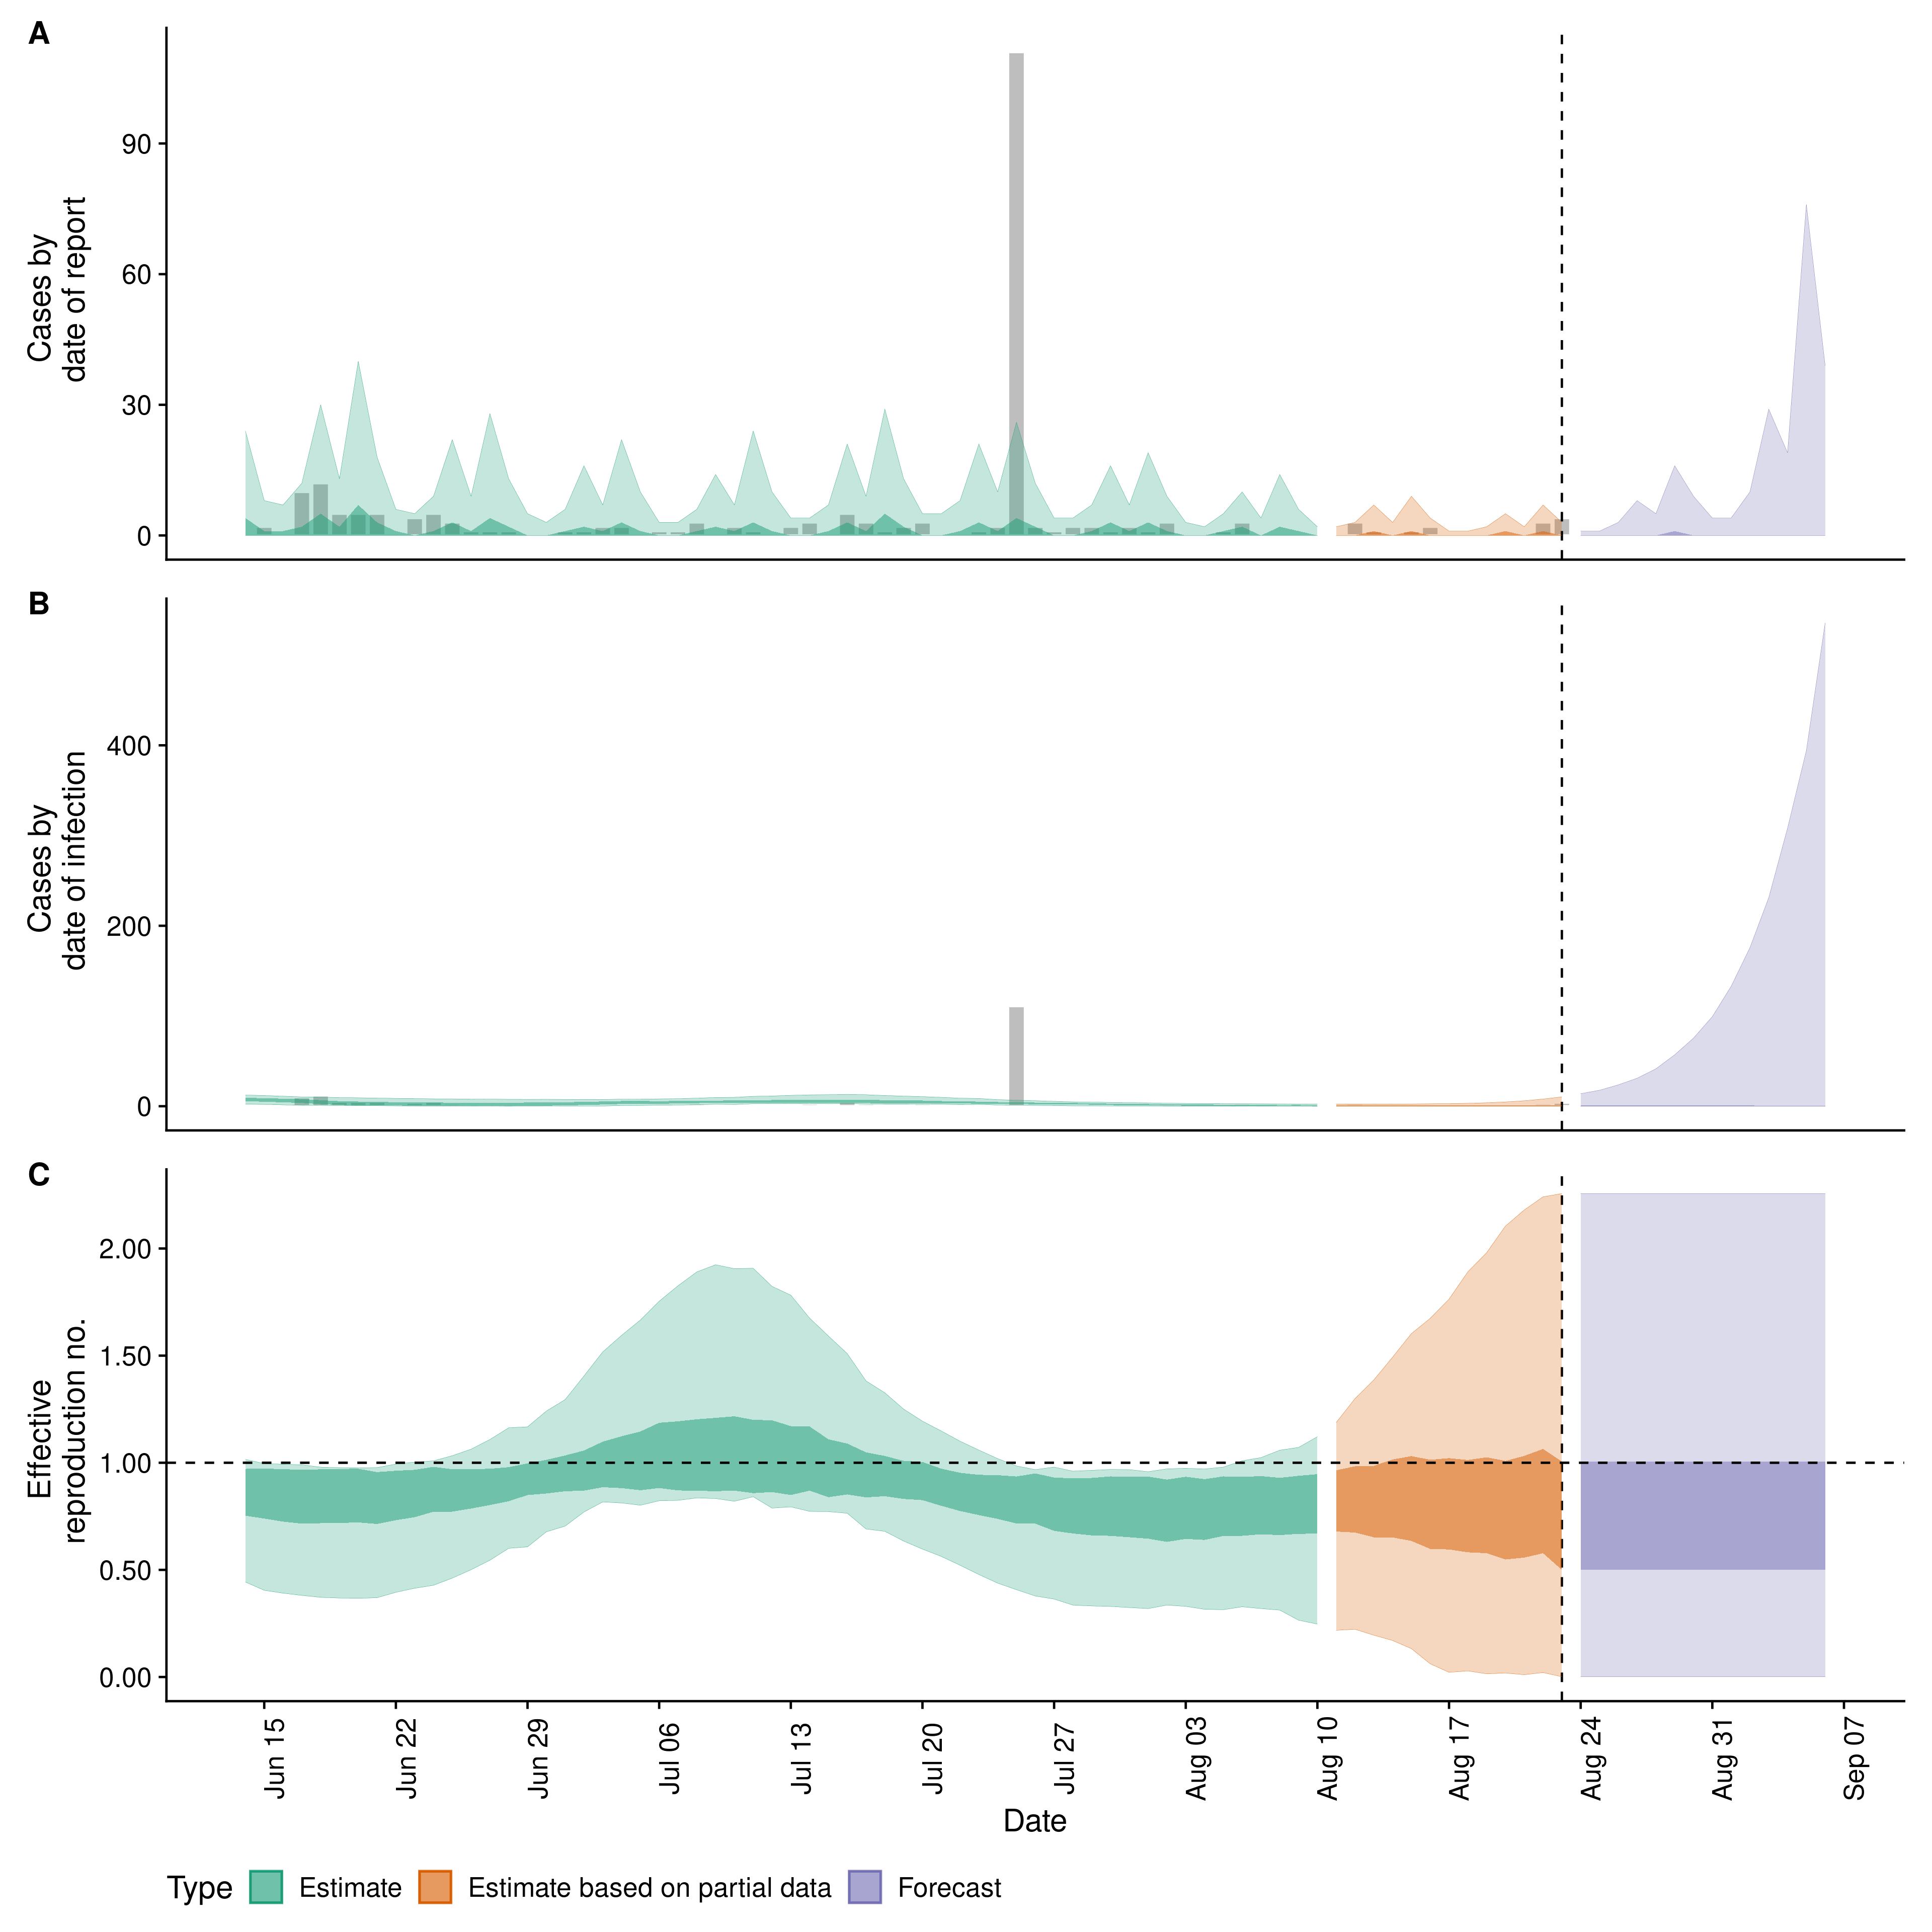 A
Cases by
date of report
90
60
30
0
B
Cases by
date of infection
400
200
0
C
Effective
reproduction no.
2.00
1.50
1.00
0.50
0.00
Jun 15
Jun 22
Jun 29
Jul 06
Jul 13
Jul 20
Jul 27
Aug 03
Aug 10
Aug 17
Aug 24
Aug 31
Sep 07
Date
Type Estimate Estimate based on partial data Forecast